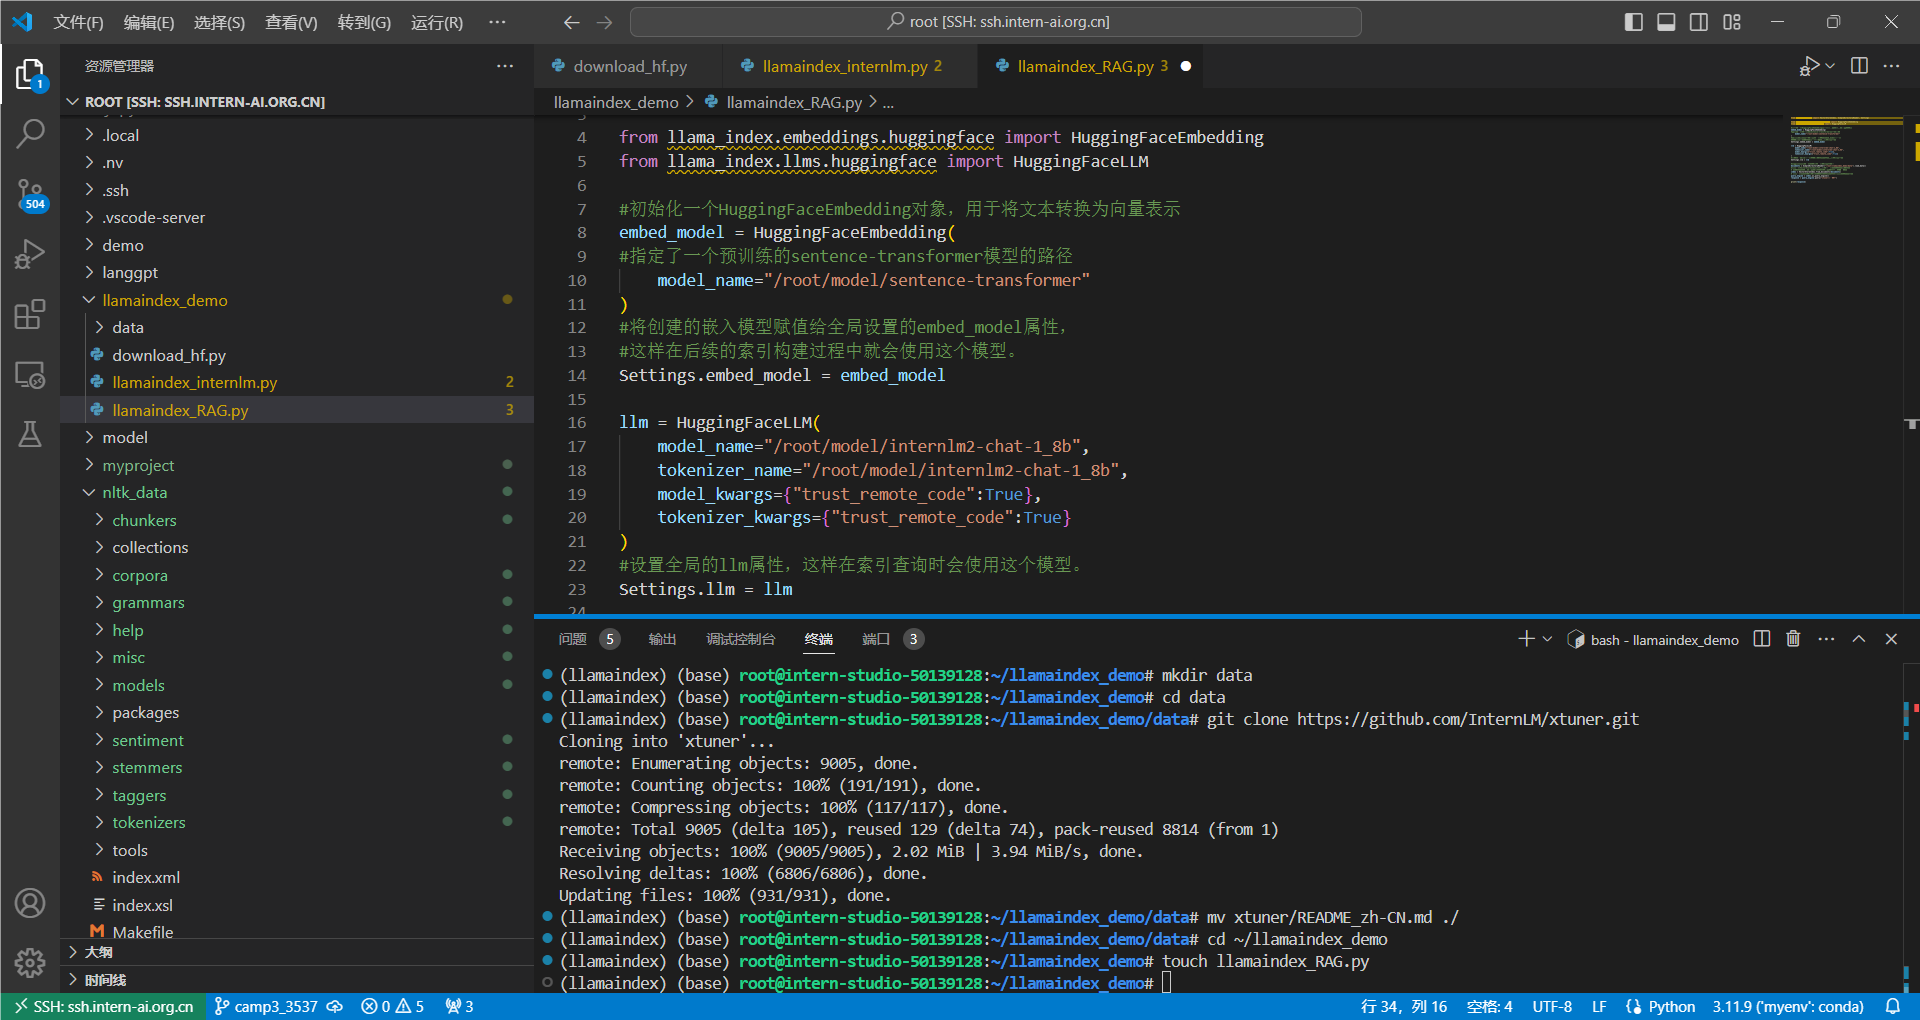 文件(F) 编辑(E) 选择(S) 查看(V) 转到(G) 运行(R) ··· root [SSH: ssh.intern-ai.org.cn]
资源管理器 ···
ROOT [SSH: SSH.INTERN-AI.ORG.CN]
.local
.nv
.ssh
.vscode-server
demo
langgpt
llamaindex_demo
data
download_hf.py
llamaindex_internlm.py 2
llamaindex_RAG.py 3
model
myproject
nltk_data
chunkers
collections
corpora
grammars
help
misc
models
packages
sentiment
stemmers
taggers
tokenizers
tools
index.xml
index.xsl
Makefile
大纲
时间线
1
504
download_hf.py llamaindex_internlm.py 2 llamaindex_RAG.py 3
llamaindex_demo > llamaindex_RAG.py > ...
3
4 from llama_index.embeddings.huggingface import HuggingFaceEmbedding
5 from llama_index.llms.huggingface import HuggingFaceLLM
6
7 #初始化一个HuggingFaceEmbedding对象，用于将文本转换为向量表示
8 embed_model = HuggingFaceEmbedding(
9 #指定了一个预训练的sentence-transformer模型的路径
10 model_name="/root/model/sentence-transformer"
11 )
12 #将创建的嵌入模型赋值给全局设置的embed_model属性，
13 #这样在后续的索引构建过程中就会使用这个模型。
14 Settings.embed_model = embed_model
15
16 llm = HuggingFaceLLM(
17 model_name="/root/model/internlm2-chat-1_8b",
18 tokenizer_name="/root/model/internlm2-chat-1_8b",
19 model_kwargs={"trust_remote_code":True},
20 tokenizer_kwargs={"trust_remote_code":True}
21 )
22 #设置全局的llm属性，这样在索引查询时会使用这个模型。
23 Settings.llm = llm
24
问题 5 输出 调试控制台 终端 端口 3 bash - llamaindex_demo
(llamaindex) (base) root@intern-studio-50139128:~/llamaindex_demo# mkdir data
(llamaindex) (base) root@intern-studio-50139128:~/llamaindex_demo# cd data
(llamaindex) (base) root@intern-studio-50139128:~/llamaindex_demo/data# git clone https://github.com/InternLM/xtuner.git
Cloning into 'xtuner'...
remote: Enumerating objects: 9005, done.
remote: Counting objects: 100% (191/191), done.
remote: Compressing objects: 100% (117/117), done.
remote: Total 9005 (delta 105), reused 129 (delta 74), pack-reused 8814 (from 1)
Receiving objects: 100% (9005/9005), 2.02 MiB | 3.94 MiB/s, done.
Resolving deltas: 100% (6806/6806), done.
Updating files: 100% (931/931), done.
(llamaindex) (base) root@intern-studio-50139128:~/llamaindex_demo/data# mv xtuner/README_zh-CN.md ./
(llamaindex) (base) root@intern-studio-50139128:~/llamaindex_demo/data# cd ~/llamaindex_demo
(llamaindex) (base) root@intern-studio-50139128:~/llamaindex_demo# touch llamaindex_RAG.py
(llamaindex) (base) root@intern-studio-50139128:~/llamaindex_demo#
SSH: ssh.intern-ai.org.cn camp3_3537 0 5 3 行 34，列 16 空格: 4 UTF-8 LF Python 3.11.9 ('myenv': conda)